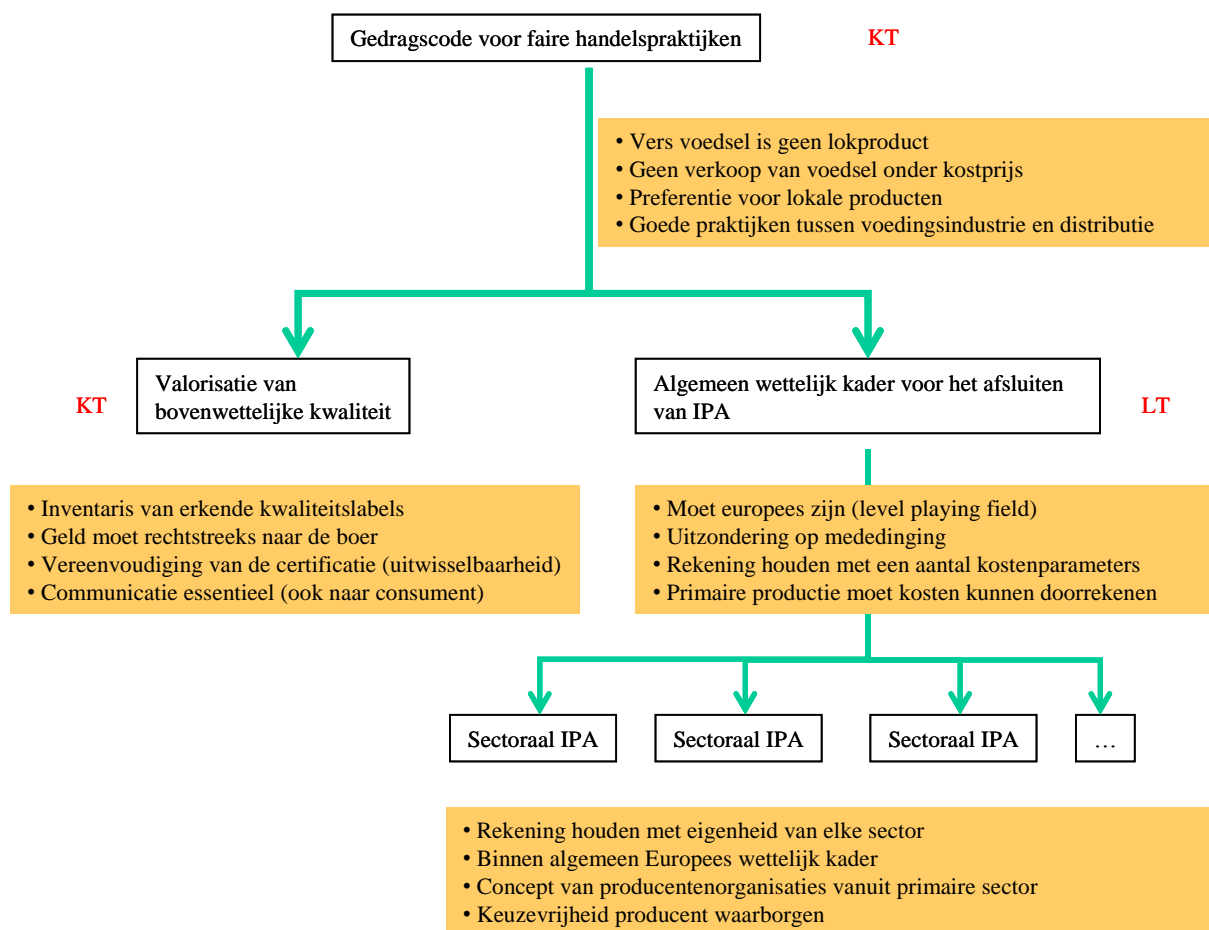 Gedragscode voor faire handelspraktijken
KT
• Vers voedsel is geen lokproduct
• Geen verkoop van voedsel onder kostprijs
• Preferentie voor lokale producten
• Goede praktijken tussen voedingsindustrie en distributie
KT
Valorisatie van
bovenwettelijke kwaliteit
Algemeen wettelijk kader voor het afsluiten
van IPA
LT
• Inventaris van erkende kwaliteitslabels
• Geld moet rechtstreeks naar de boer
• Vereenvoudiging van de certificatie (uitwisselbaarheid)
• Communicatie essentieel (ook naar consument)
• Moet europees zijn (level playing field)
• Uitzondering op mededinging
• Rekening houden met een aantal kostenparameters
• Primaire productie moet kosten kunnen doorrekenen
Sectoraal IPA
Sectoraal IPA
Sectoraal IPA
…
• Rekening houden met eigenheid van elke sector
• Binnen algemeen Europees wettelijk kader
• Concept van producentenorganisaties vanuit primaire sector
• Keuzevrijheid producent waarborgen